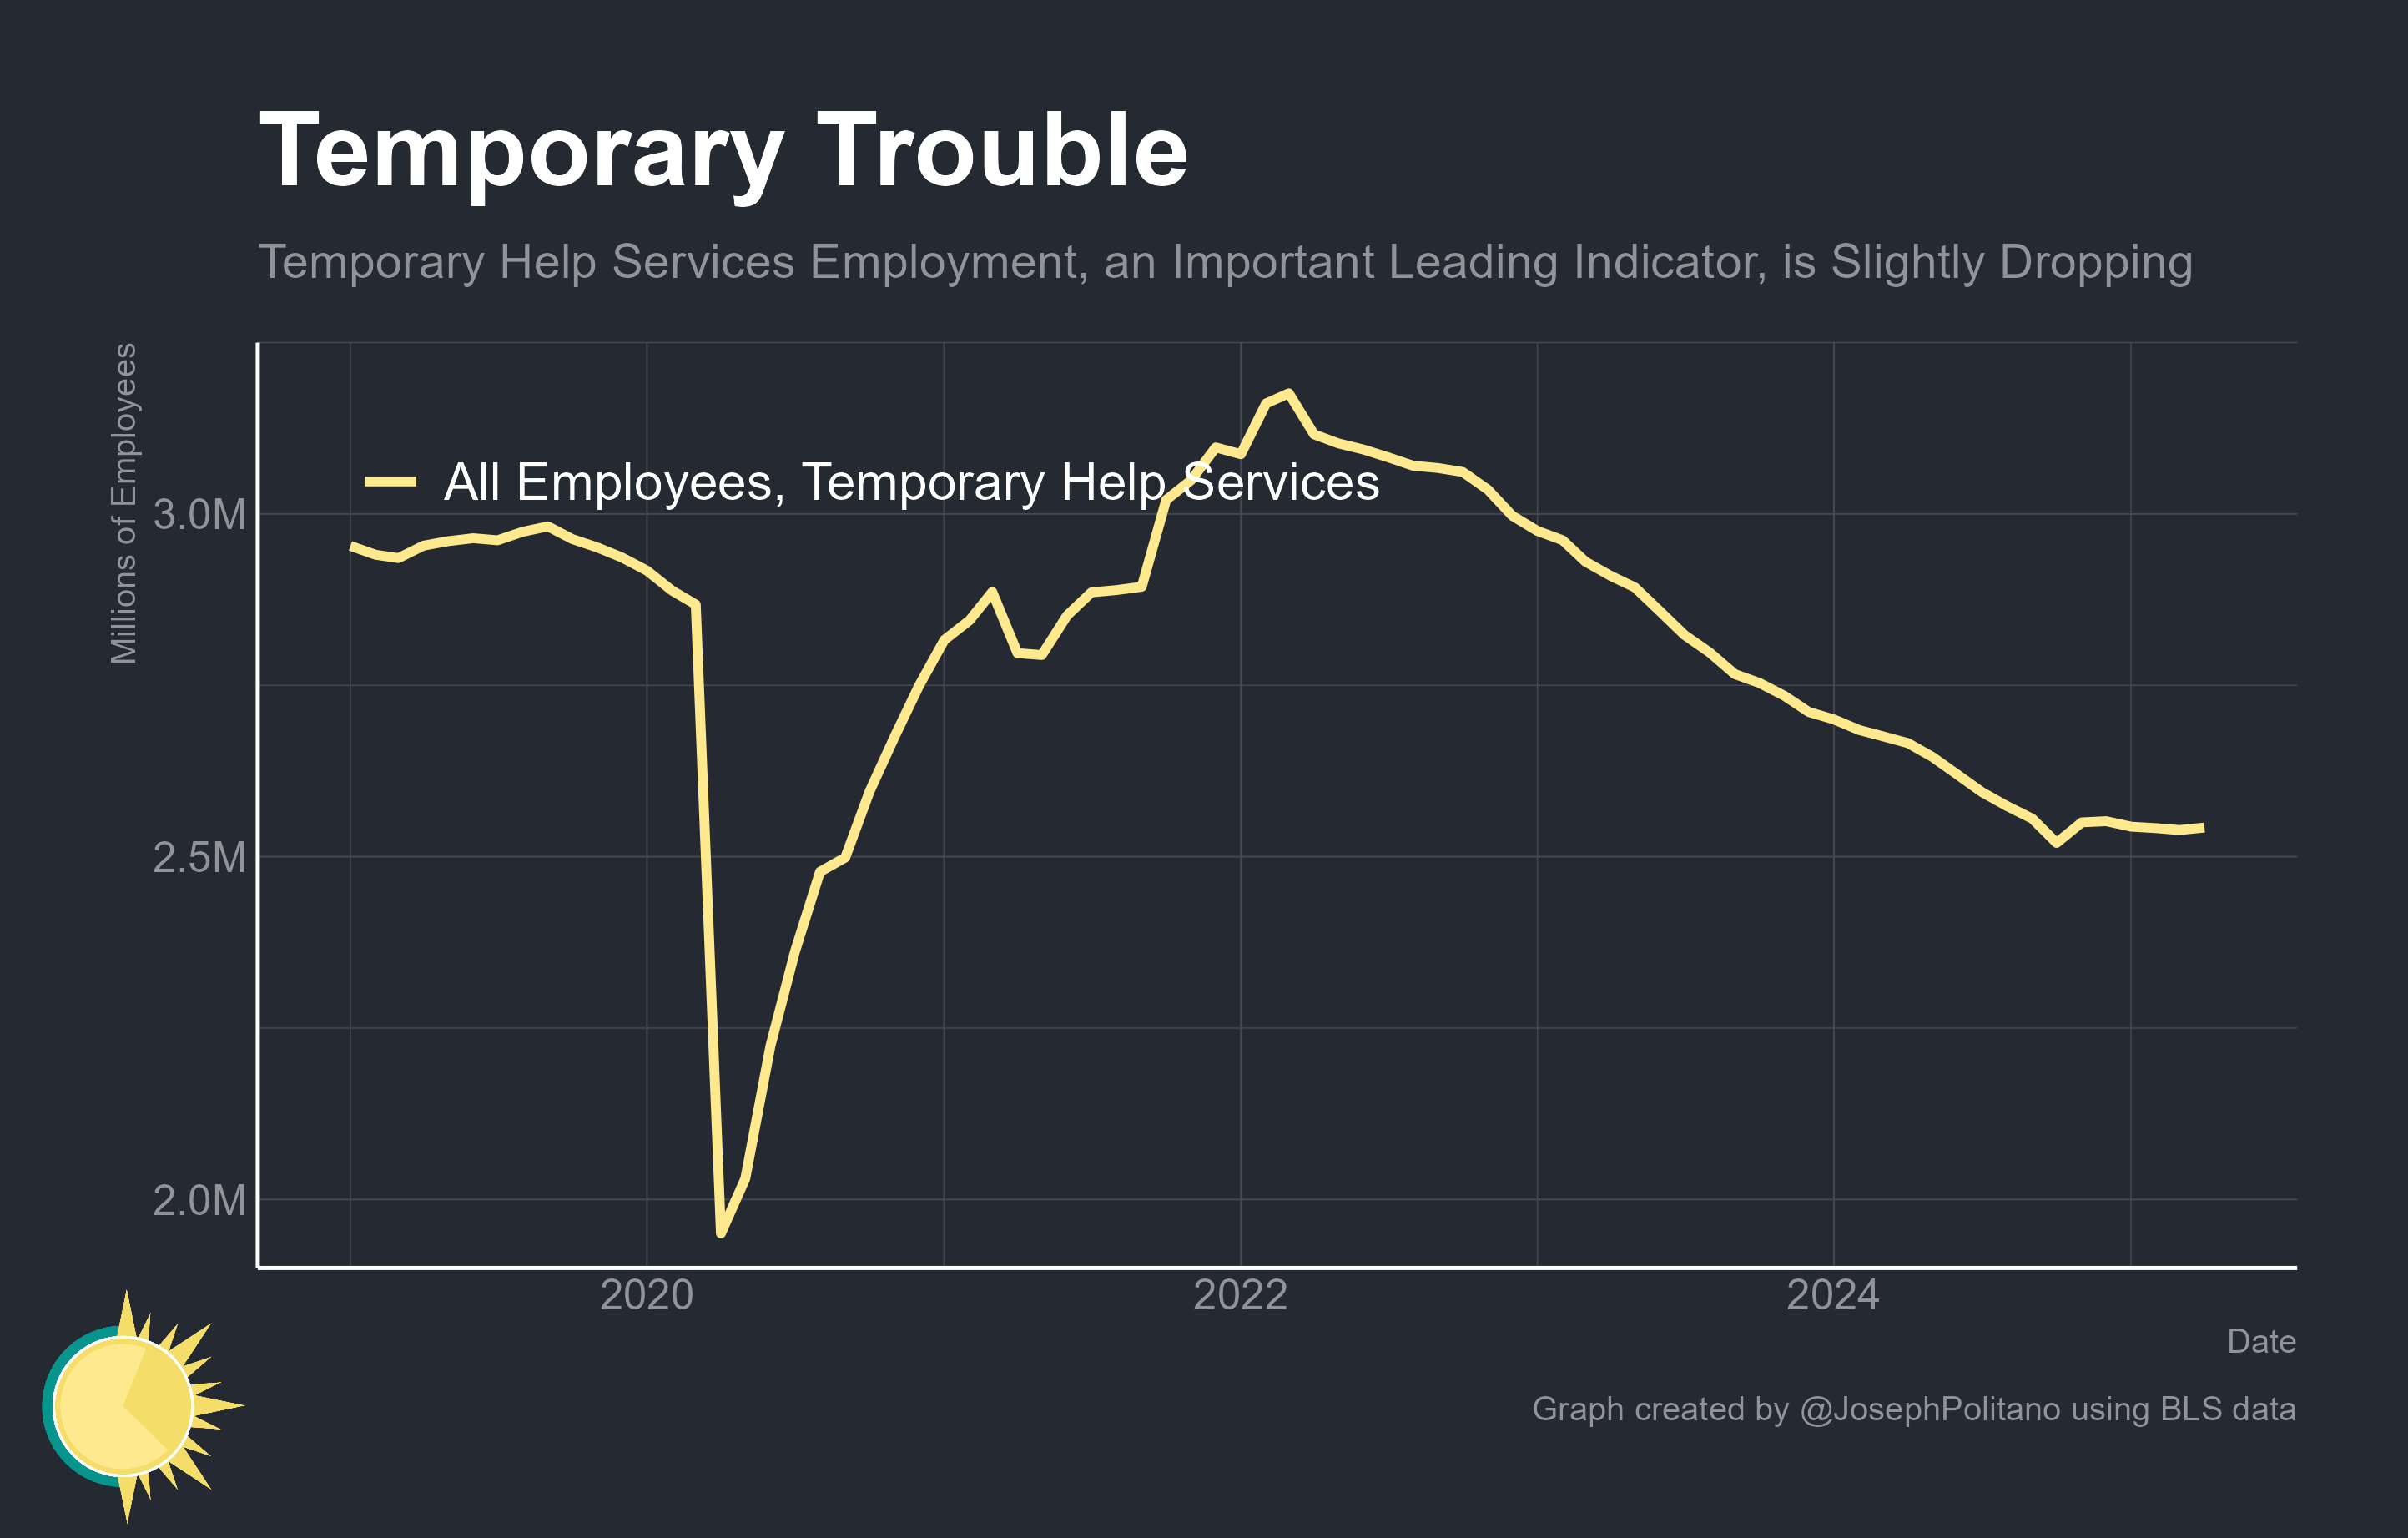 Temporary Trouble
Temporary Help Services Employment, an Important Leading Indicator, is Slightly Dropping
Millions of Employees
All Employees, Temporary Help Services
3.0M
2.5M
2.0M
2020 2022 2024
Date
Graph created by @JosephPolitano using BLS data